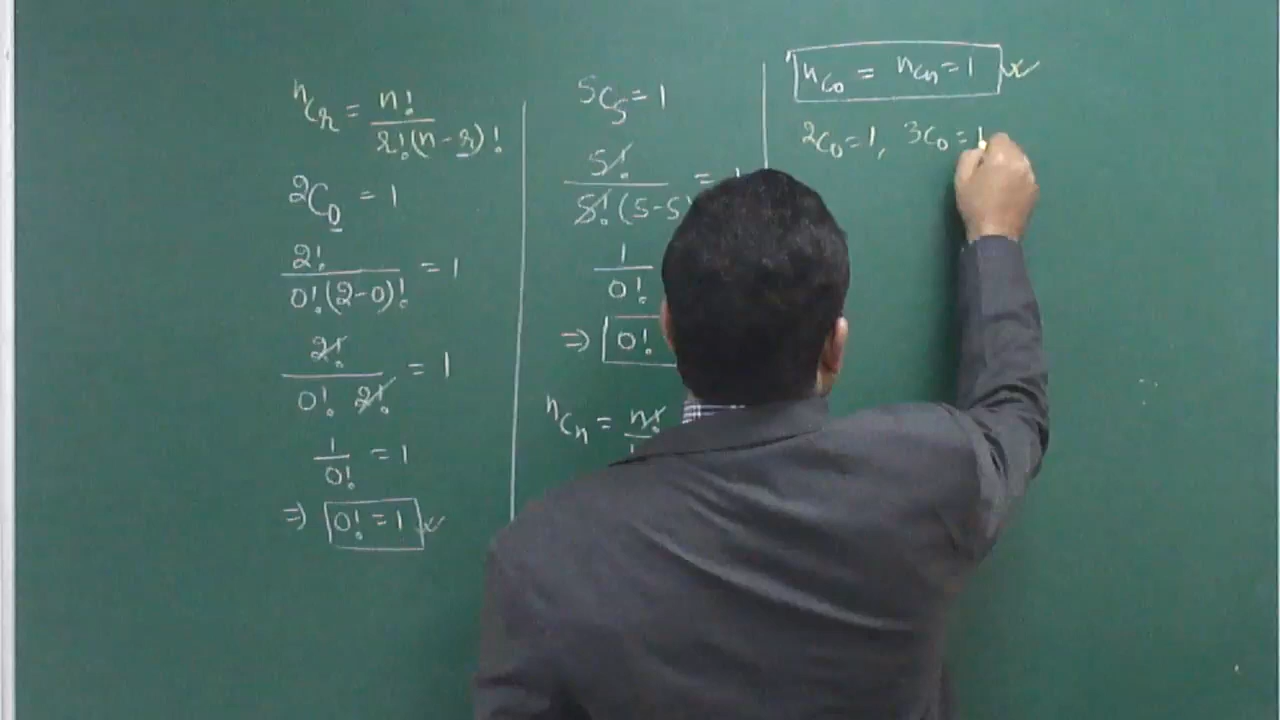 ⁿCᵣ = n! / r!(n-r)!
²C₀ = 1
2! / 0!(2-0)! = 1
2! / 0! 2! = 1
1 / 0! = 1
⇒ 0! = 1 ✓
5C₅ = 1
5! / 5!(5-5) = 1
1 / 0!
⇒ 0!
ⁿCₙ = n!
nC₀ = nCₙ = 1 ✓
2C₀ = 1, 3C₀ = 1